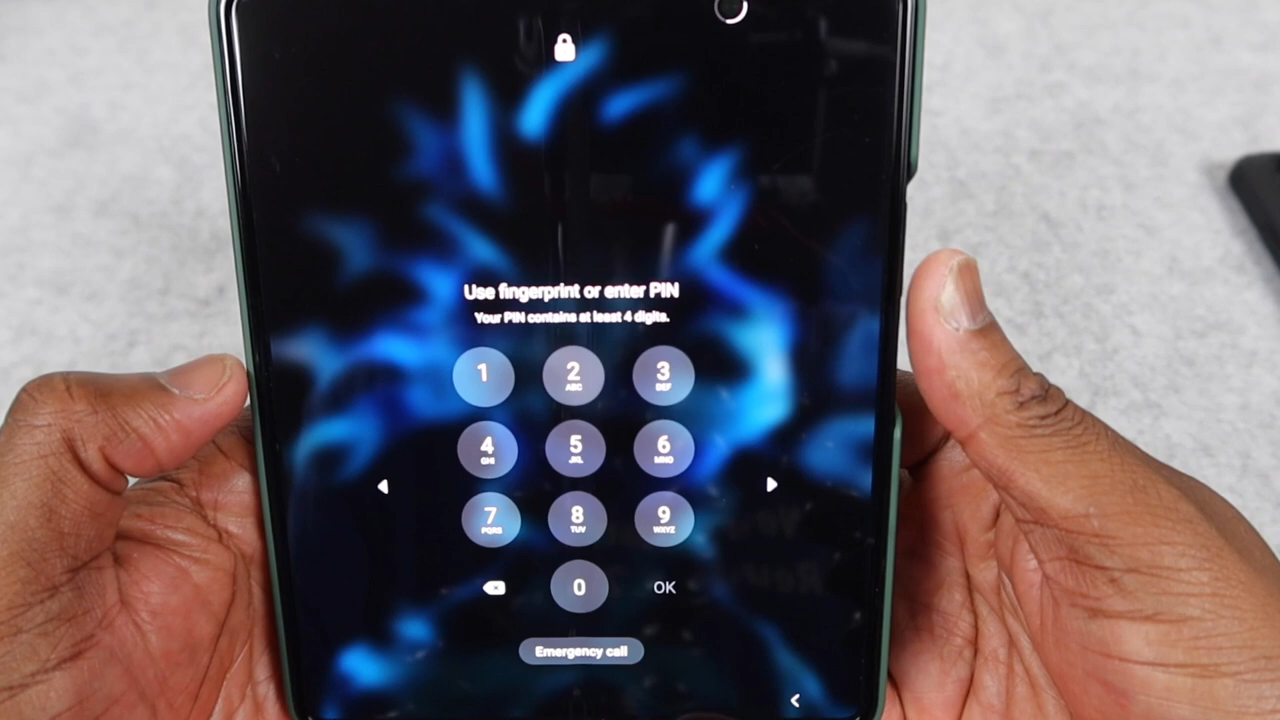 Use fingerprint or enter PIN
Your PIN contains at least 4 digits.
1 2 3
ABC DEF
4 5 6
GHI JKL MNO
7 8 9
PQRS TUV WXYZ
0 OK
Emergency call